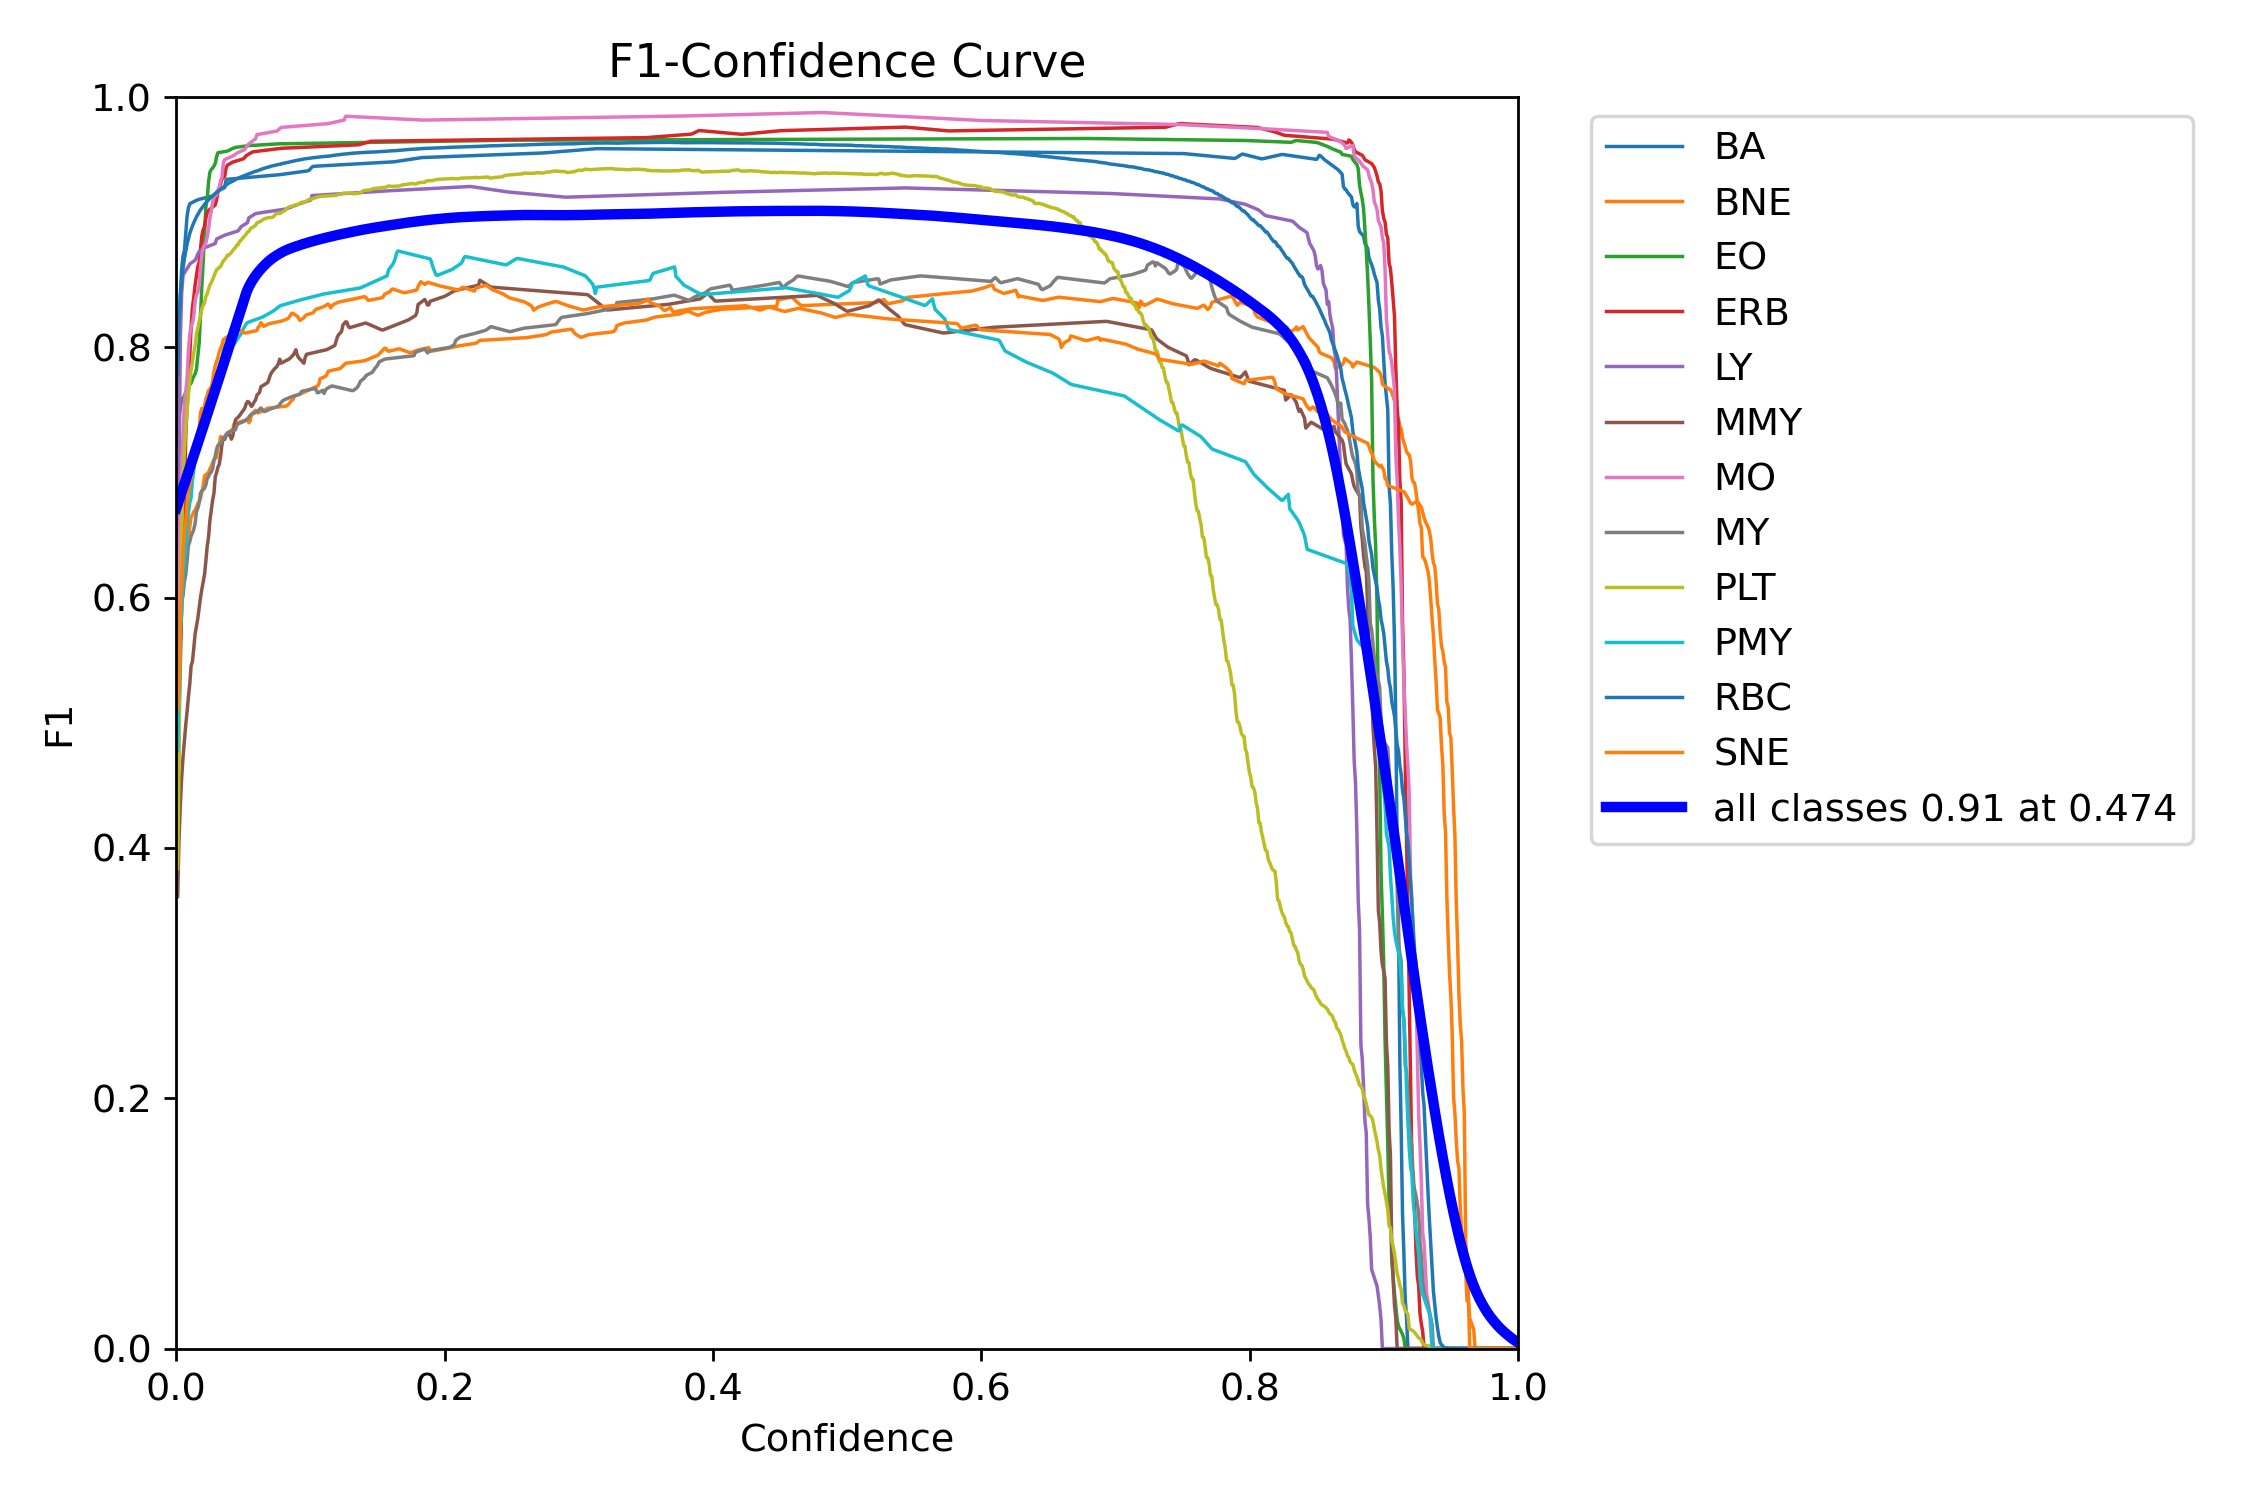 F1-Confidence Curve
1.0
0.8
0.6
0.4
0.2
0.0
F1
0.0 0.2 0.4 0.6 0.8 1.0
Confidence
BA
BNE
EO
ERB
LY
MMY
MO
MY
PLT
PMY
RBC
SNE
all classes 0.91 at 0.474